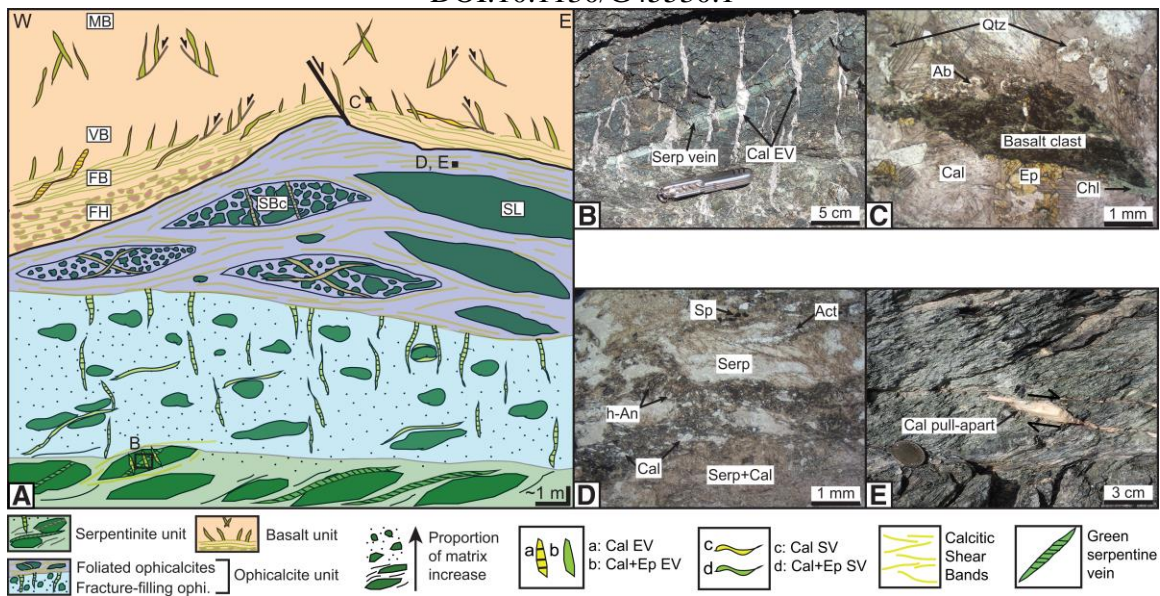 W
E
MB
C
VB
FB
FH
D, E
SBc
SL
B
A
~1 m
Serp vein
Cal EV
B
5 cm
Qtz
Ab
Basalt clast
Cal
Ep
Chl
C
1 mm
Sp
Act
Serp
h-An
Cal
Serp+Cal
D
1 mm
Cal pull-apart
E
3 cm
Serpentinite unit
Basalt unit
Foliated ophicalcites
Fracture-filling ophi.
Ophicalcite unit
Proportion
of matrix
increase
a
b
a: Cal EV
b: Cal+Ep EV
c
d
c: Cal SV
d: Cal+Ep SV
Calcitic
Shear
Bands
Green
serpentine
vein